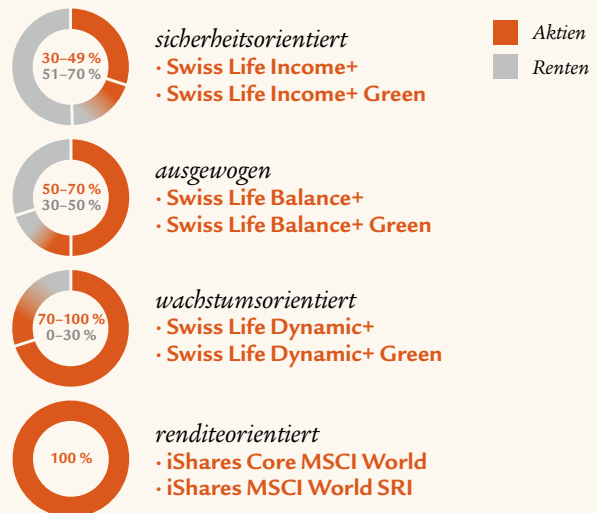 sicherheitsorientiert
30–49 %
51–70 %
· Swiss Life Income+
· Swiss Life Income+ Green
Aktien
Renten
ausgewogen
50–70 %
30–50 %
· Swiss Life Balance+
· Swiss Life Balance+ Green
wachstumsorientiert
70–100 %
0–30 %
· Swiss Life Dynamic+
· Swiss Life Dynamic+ Green
renditeorientiert
100 %
· iShares Core MSCI World
· iShares MSCI World SRI